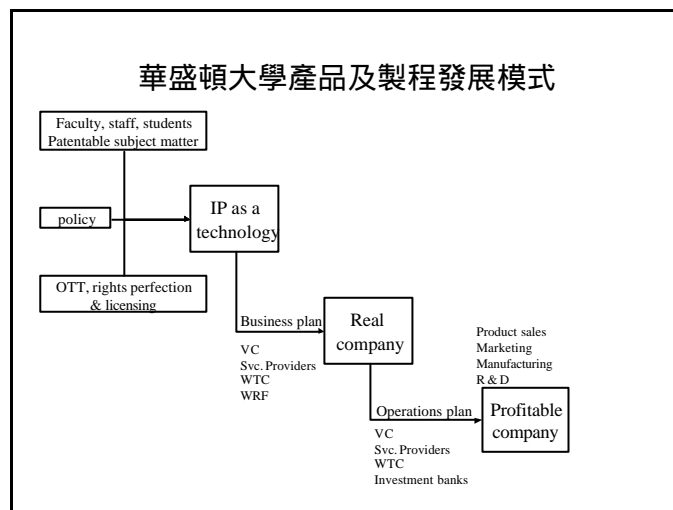 華盛頓大學產品及製程發展模式
Faculty, staff, students
Patentable subject matter
policy
IP as a
technology
OTT, rights perfection
& licensing
Business plan
VC
Svc. Providers
WTC
WRF
Real
company
Operations plan
VC
Svc. Providers
WTC
Investment banks
Product sales
Marketing
Manufacturing
R & D
Profitable
company